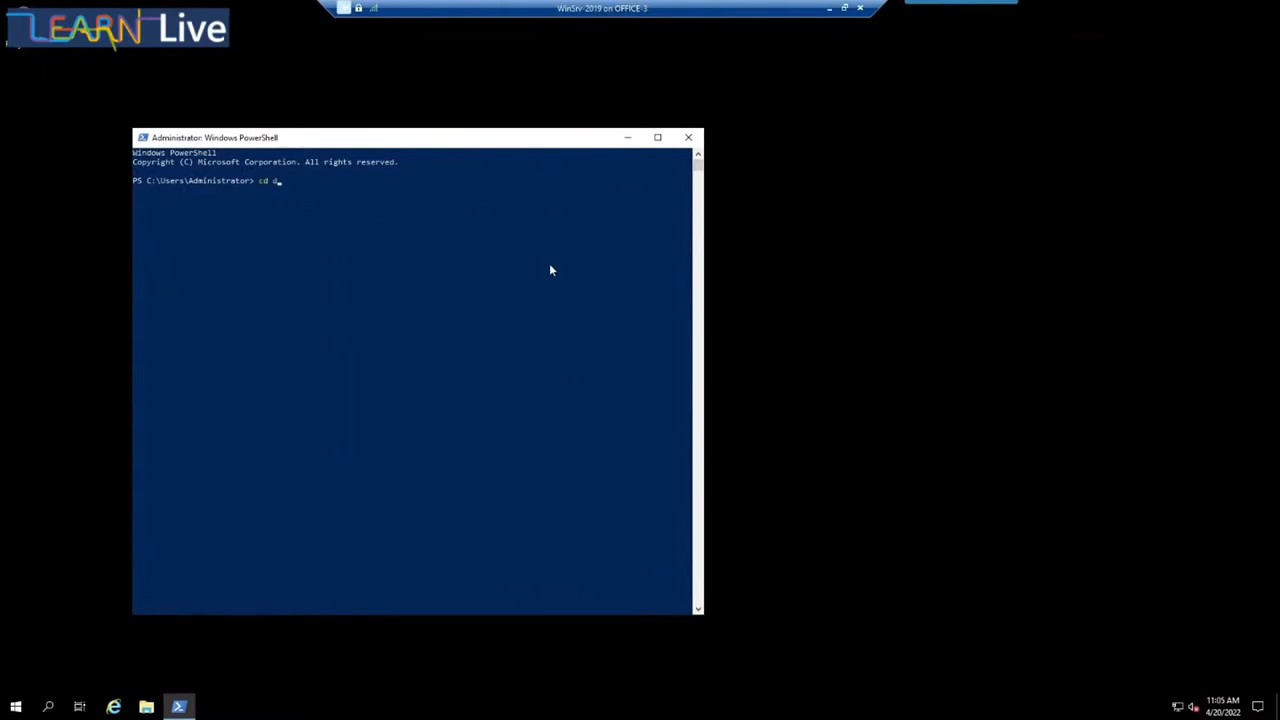 LEARN Live
WinSrv-2019 on OFFICE-3
Administrator: Windows PowerShell
Windows PowerShell
Copyright (C) Microsoft Corporation. All rights reserved.
PS C:\Users\Administrator> cd d
11:05 AM
4/20/2022